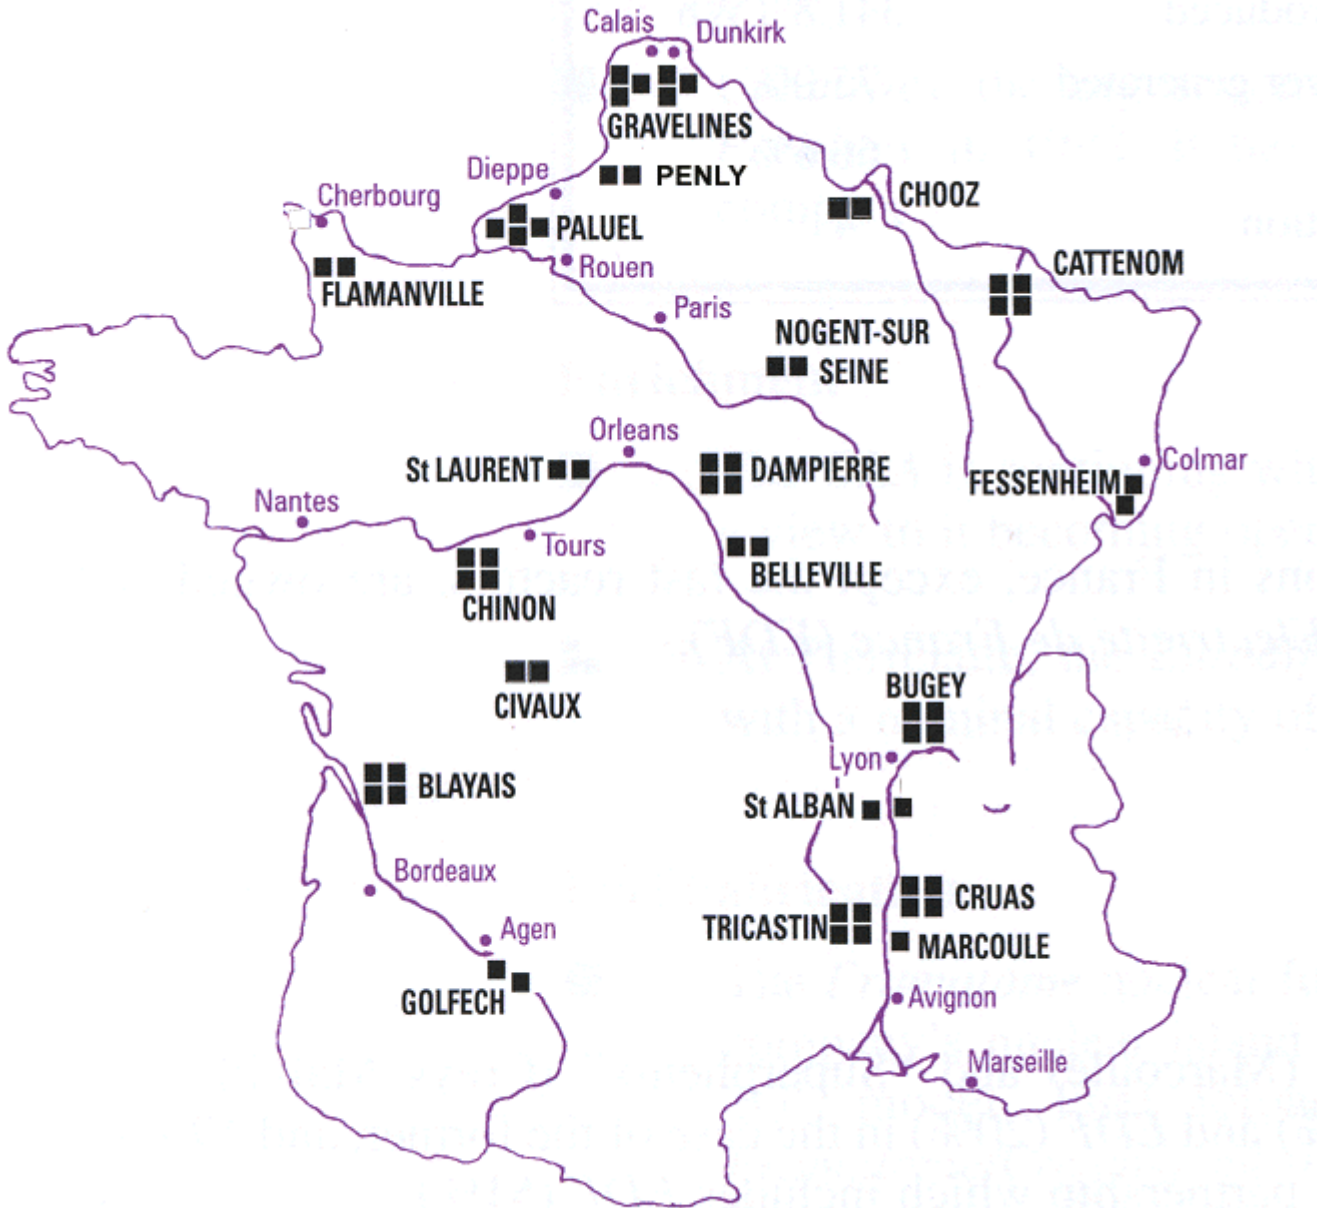 Calais
Dunkirk
GRAVELINES
Dieppe
PENLY
CHOOZ
Cherbourg
PALUEL
Rouen
CATTENOM
FLAMANVILLE
Paris
NOGENT-SUR
SEINE
Orleans
St LAURENT
DAMPIERRE
Colmar
FESSENHEIM
Nantes
Tours
BELLEVILLE
CHINON
CIVAUX
BUGEY
Lyon
BLAYAIS
St ALBAN
Bordeaux
CRUAS
TRICASTIN
Agen
MARCOULE
GOLFECH
Avignon
Marseille